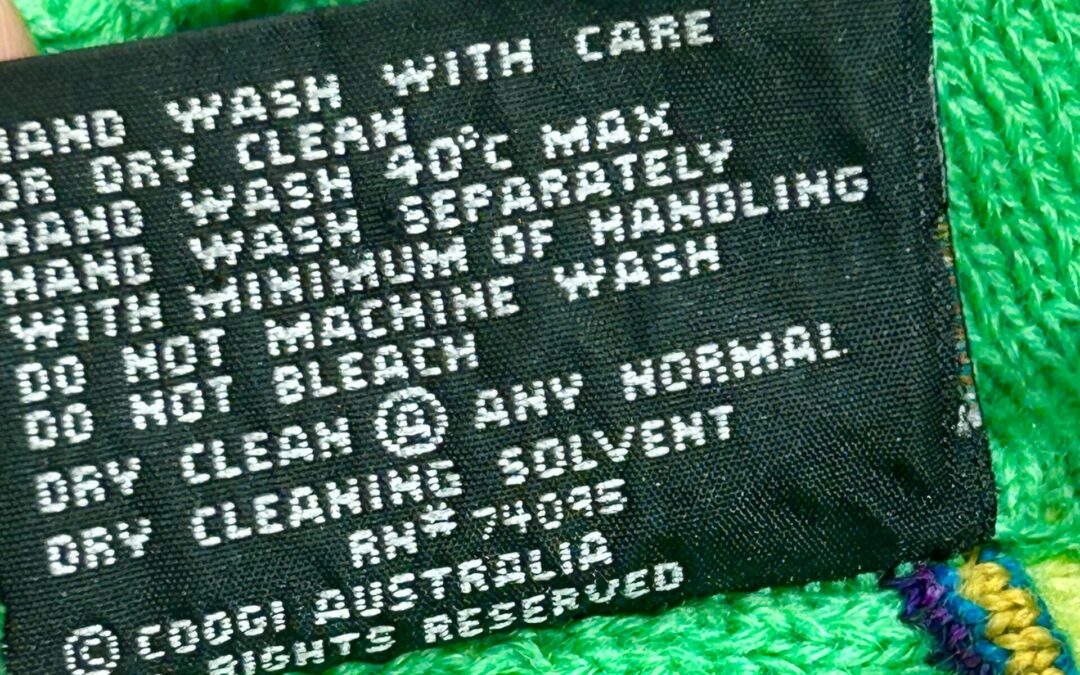 HAND WASH WITH CARE
OR DRY CLEAN
HAND WASH 40°C MAX
HAND WASH SEPARATELY
WITH MINIMUM OF HANDLING
DO NOT MACHINE WASH
DO NOT BLEACH
DRY CLEAN Ⓐ ANY NORMAL
DRY CLEANING SOLVENT
RN# 74095
© COOGI AUSTRALIA
RIGHTS RESERVED